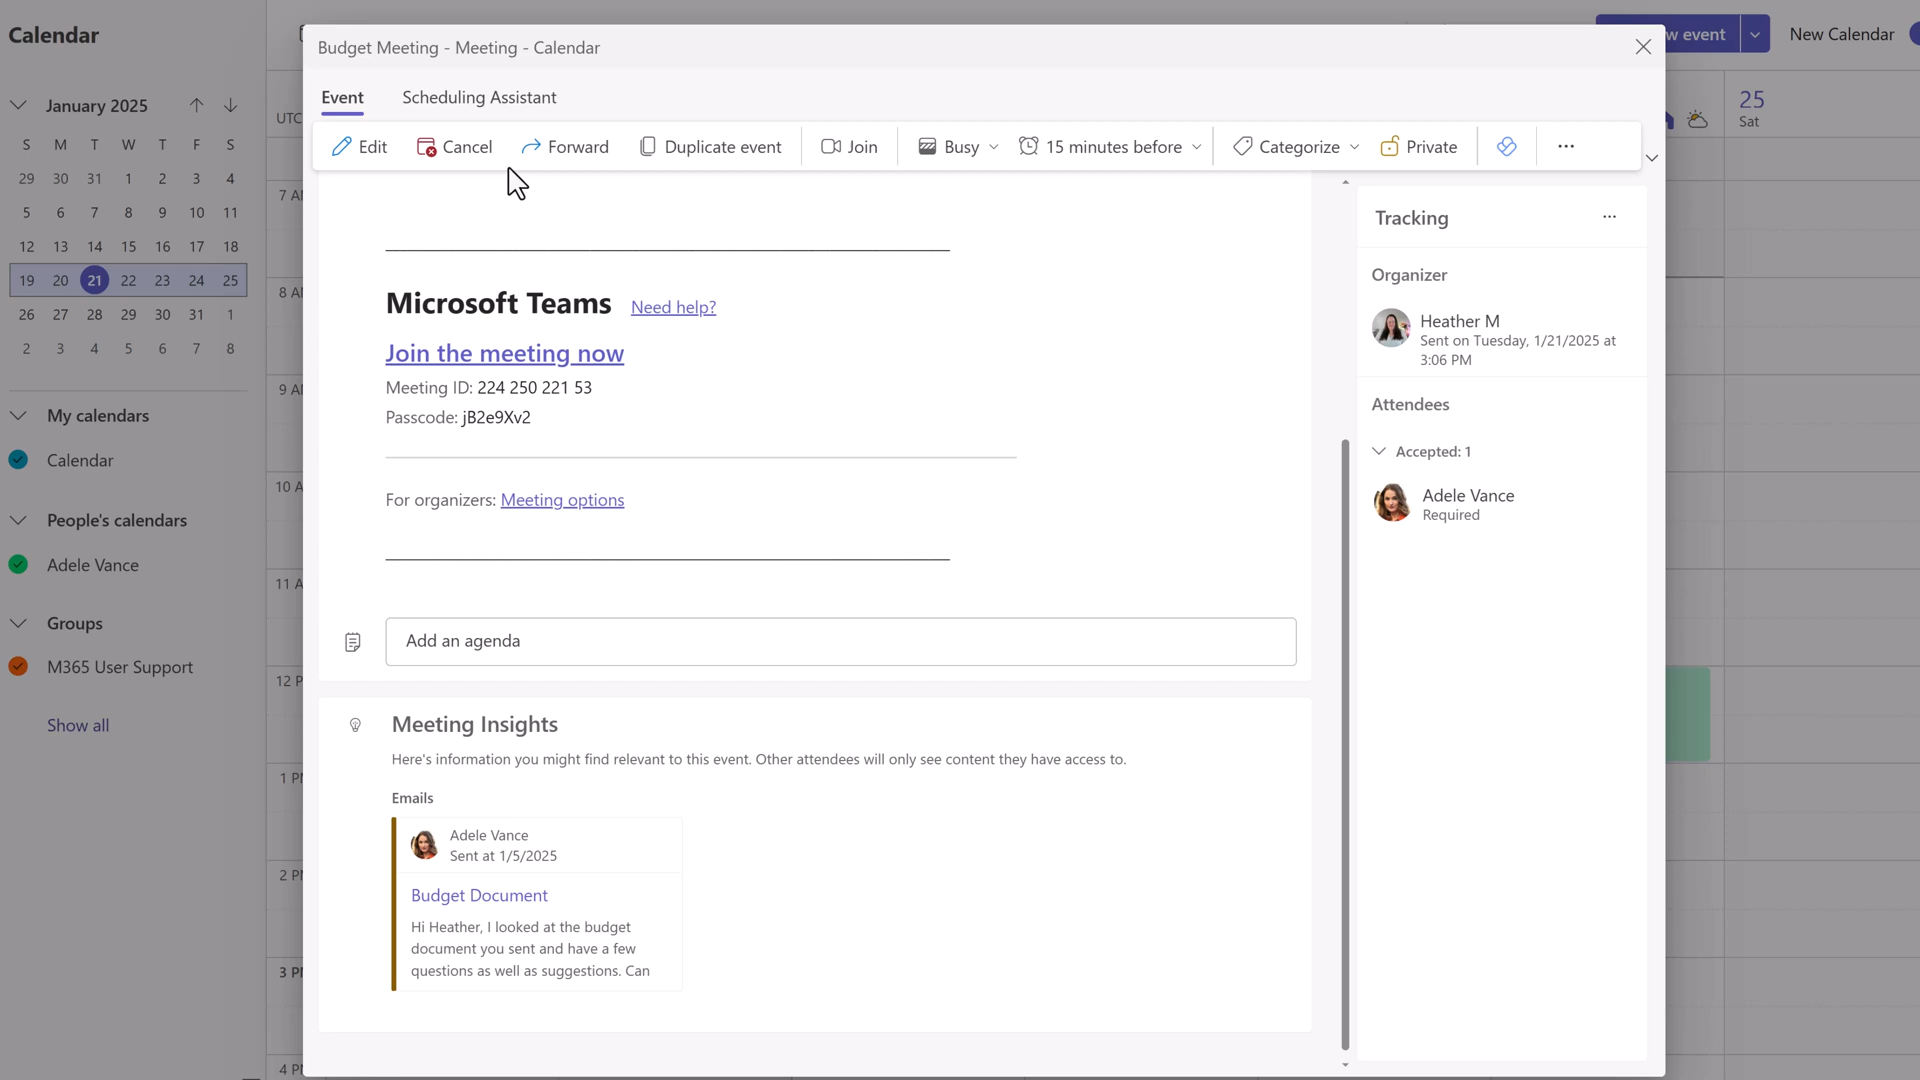 Calendar
January 2025
S M T W T F S
29 30 31 1 2 3 4
5 6 7 8 9 10 11
12 13 14 15 16 17 18
19 20 21 22 23 24 25
26 27 28 29 30 31 1
2 3 4 5 6 7 8
My calendars
Calendar
People's calendars
Adele Vance
Groups
M365 User Support
Show all
UTC
7 A
8 A
9 A
10 A
11 A
12 P
1 P
2 P
3 P
4 P
Budget Meeting - Meeting - Calendar
Event Scheduling Assistant
Edit Cancel Forward Duplicate event Join Busy 15 minutes before Categorize Private
Microsoft Teams Need help?
Join the meeting now
Meeting ID: 224 250 221 53
Passcode: jB2e9Xv2
For organizers: Meeting options
Add an agenda
Meeting Insights
Here's information you might find relevant to this event. Other attendees will only see content they have access to.
Emails
Adele Vance
Sent at 1/5/2025
Budget Document
Hi Heather, I looked at the budget
document you sent and have a few
questions as well as suggestions. Can
Tracking
Organizer
Heather M
Sent on Tuesday, 1/21/2025 at
3:06 PM
Attendees
Accepted: 1
Adele Vance
Required
w event New Calendar
25
Sat